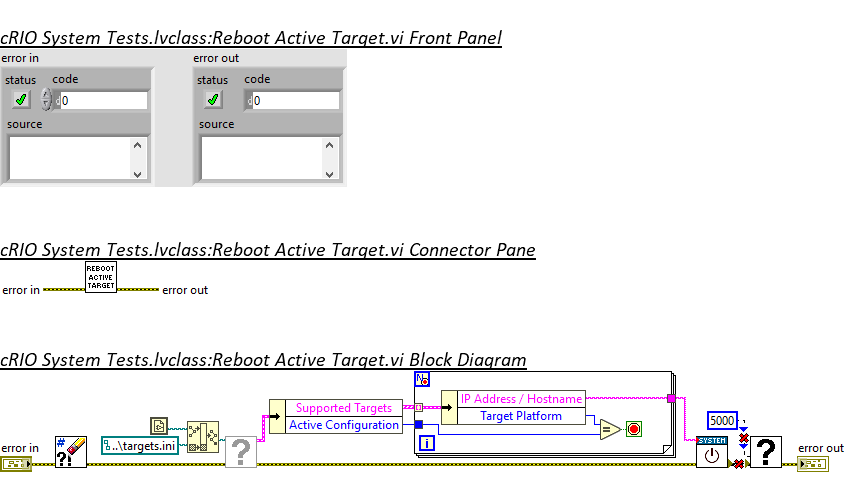 cRIO System Tests.lvclass:Reboot Active Target.vi Front Panel
error in
error out
status code
status code
d 0
d 0
source
source
cRIO System Tests.lvclass:Reboot Active Target.vi Connector Pane
REBOOT
ACTIVE
TARGET
error in
error out
cRIO System Tests.lvclass:Reboot Active Target.vi Block Diagram
N
IP Address / Hostname
Supported Targets
Target Platform
5000
Active Configuration
..\targets.ini
i
=
SYSTEM
error in
# ?!
?
?
error out